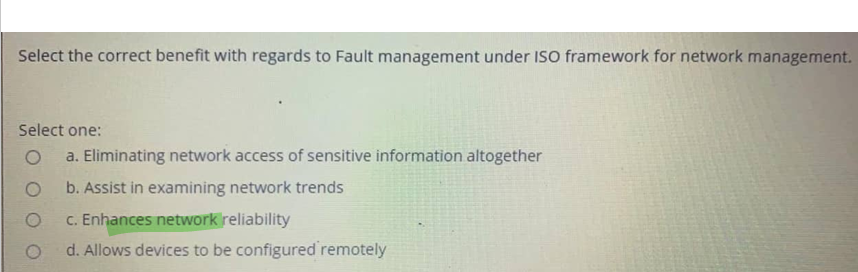 Select the correct benefit with regards to Fault management under ISO framework for network management.
Select one:
a. Eliminating network access of sensitive information altogether
b. Assist in examining network trends
c. Enhances network reliability
d. Allows devices to be configured remotely